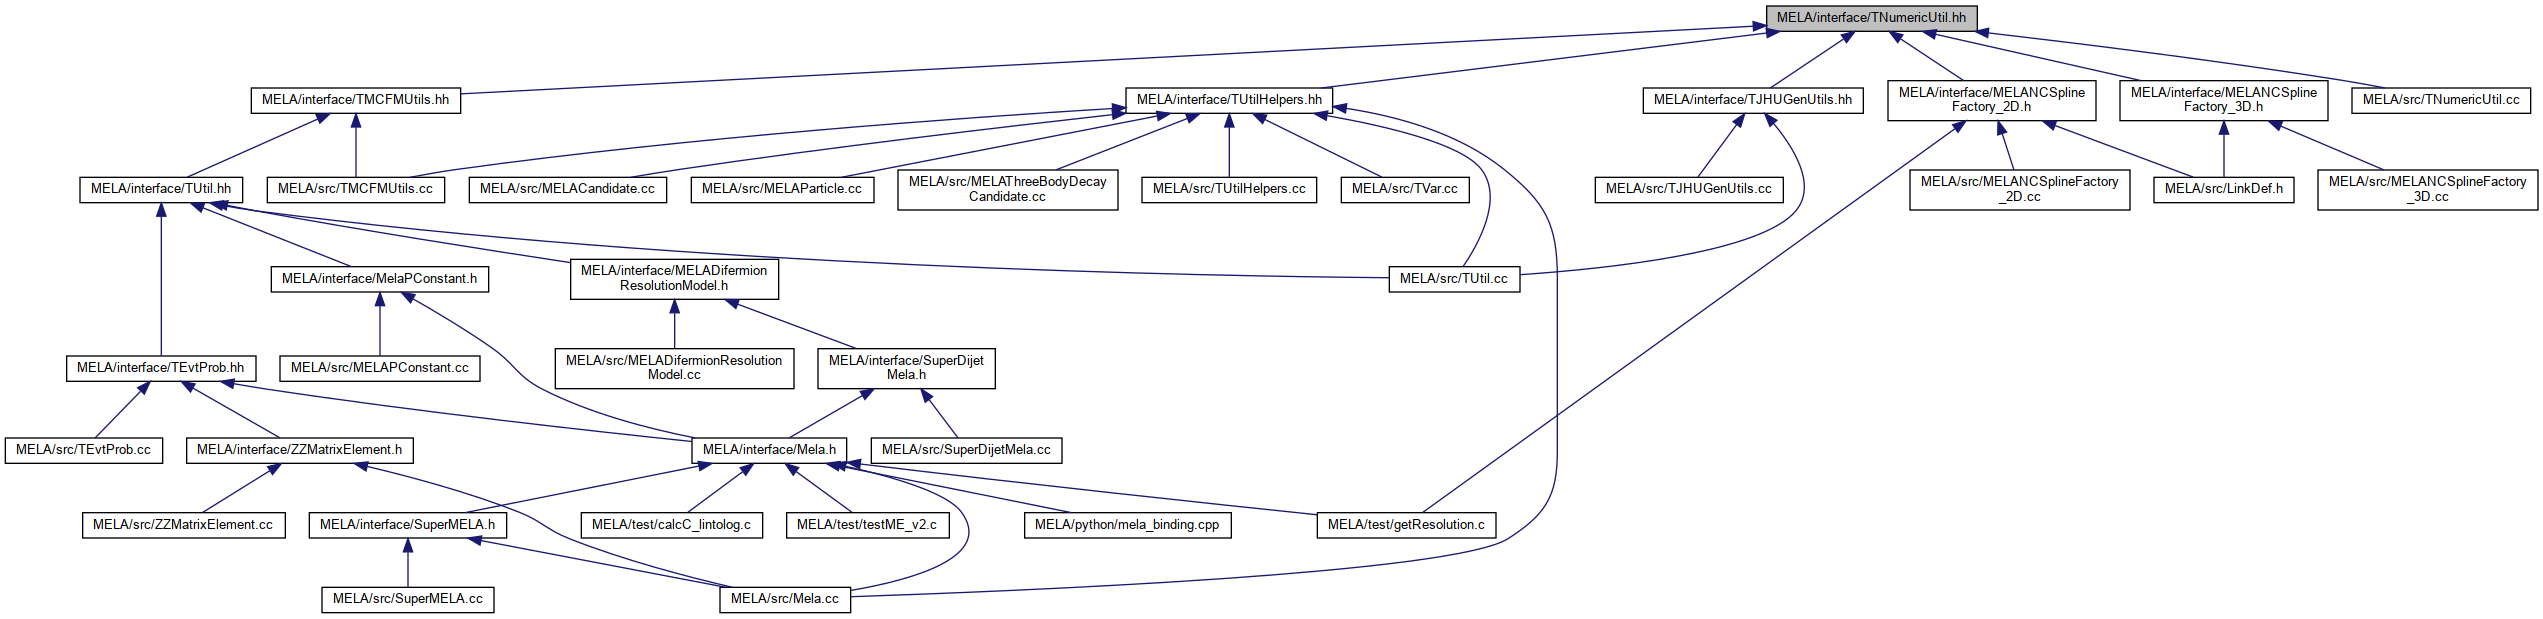 MELA/interface/TNumericUtil.hh
MELA/interface/TMCFMUtils.hh
MELA/interface/TUtilHelpers.hh
MELA/interface/TJHUGenUtils.hh
MELA/interface/MELANCSpline
Factory_2D.h
MELA/interface/MELANCSpline
Factory_3D.h
MELA/src/TNumericUtil.cc
MELA/interface/TUtil.hh
MELA/src/TMCFMUtils.cc
MELA/src/MELACandidate.cc
MELA/src/MELAParticle.cc
MELA/src/MELAThreeBodyDecay
Candidate.cc
MELA/src/TUtilHelpers.cc
MELA/src/TVar.cc
MELA/src/TJHUGenUtils.cc
MELA/src/MELANCSplineFactory
_2D.cc
MELA/src/LinkDef.h
MELA/src/MELANCSplineFactory
_3D.cc
MELA/interface/MelaPConstant.h
MELA/interface/MELADifermion
ResolutionModel.h
MELA/src/TUtil.cc
MELA/interface/TEvtProb.hh
MELA/src/MELAPConstant.cc
MELA/src/MELADifermionResolution
Model.cc
MELA/interface/SuperDijet
Mela.h
MELA/src/TEvtProb.cc
MELA/interface/ZZMatrixElement.h
MELA/interface/Mela.h
MELA/src/SuperDijetMela.cc
MELA/src/ZZMatrixElement.cc
MELA/interface/SuperMELA.h
MELA/test/calcC_lintolog.c
MELA/test/testME_v2.c
MELA/python/mela_binding.cpp
MELA/test/getResolution.c
MELA/src/SuperMELA.cc
MELA/src/Mela.cc